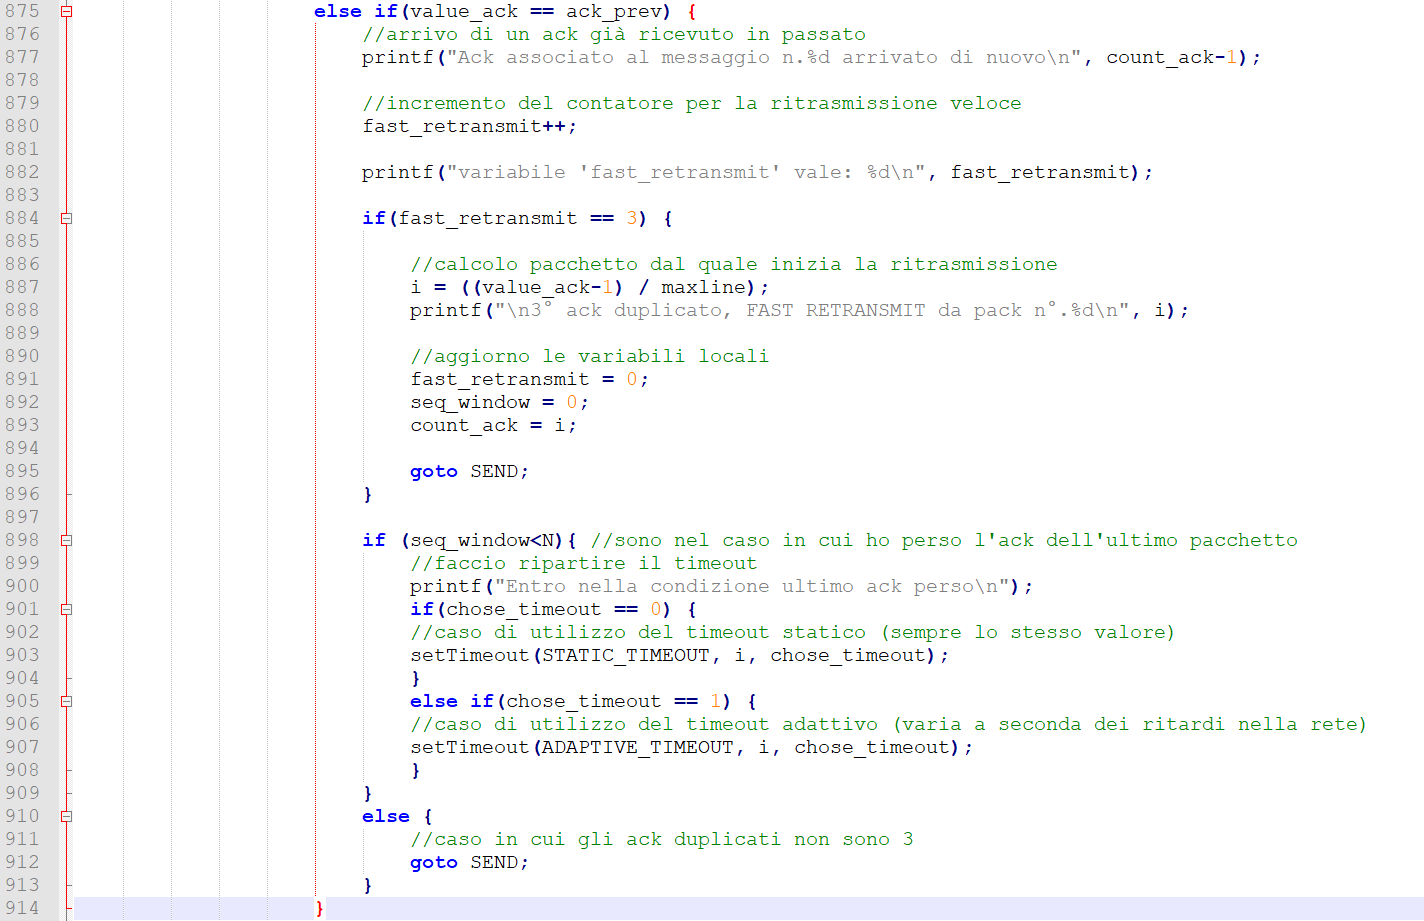 875 else if(value_ack == ack_prev) {
876 //arrivo di un ack già ricevuto in passato
877 printf("Ack associato al messaggio n.%d arrivato di nuovo\n", count_ack-1);
878
879 //incremento del contatore per la ritrasmissione veloce
880 fast_retransmit++;
881
882 printf("variabile 'fast_retransmit' vale: %d\n", fast_retransmit);
883
884 if(fast_retransmit == 3) {
885
886 //calcolo pacchetto dal quale inizia la ritrasmissione
887 i = ((value_ack-1) / maxline);
888 printf("\n3° ack duplicato, FAST RETRANSMIT da pack n°.%d\n", i);
889
890 //aggiorno le variabili locali
891 fast_retransmit = 0;
892 seq_window = 0;
893 count_ack = i;
894
895 goto SEND;
896 }
897
898 if (seq_window<N){ //sono nel caso in cui ho perso l'ack dell'ultimo pacchetto
899 //faccio ripartire il timeout
900 printf("Entro nella condizione ultimo ack perso\n");
901 if(chose_timeout == 0) {
902 //caso di utilizzo del timeout statico (sempre lo stesso valore)
903 setTimeout(STATIC_TIMEOUT, i, chose_timeout);
904 }
905 else if(chose_timeout == 1) {
906 //caso di utilizzo del timeout adattivo (varia a seconda dei ritardi nella rete)
907 setTimeout(ADAPTIVE_TIMEOUT, i, chose_timeout);
908 }
909 }
910 else {
911 //caso in cui gli ack duplicati non sono 3
912 goto SEND;
913 }
914 }